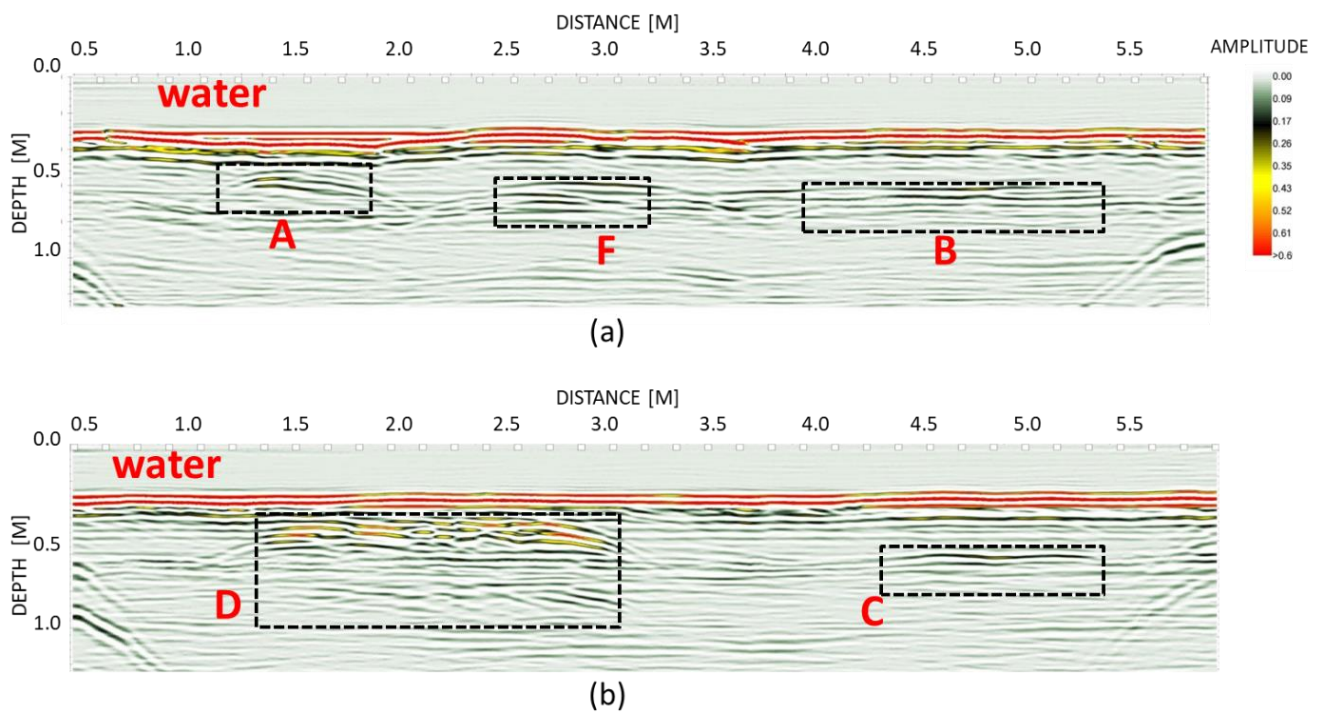 DISTANCE [M]
0.5 1.0 1.5 2.0 2.5 3.0 3.5 4.0 4.5 5.0 5.5
AMPLITUDE
0.0
water
0.00
0.09
0.17
0.26
0.35
0.43
0.52
0.61
>0.6
DEPTH [M]
0.5
1.0
A
F
B
(a)
DISTANCE [M]
0.5 1.0 1.5 2.0 2.5 3.0 3.5 4.0 4.5 5.0 5.5
0.0
water
DEPTH [M]
0.5
1.0
D
C
(b)